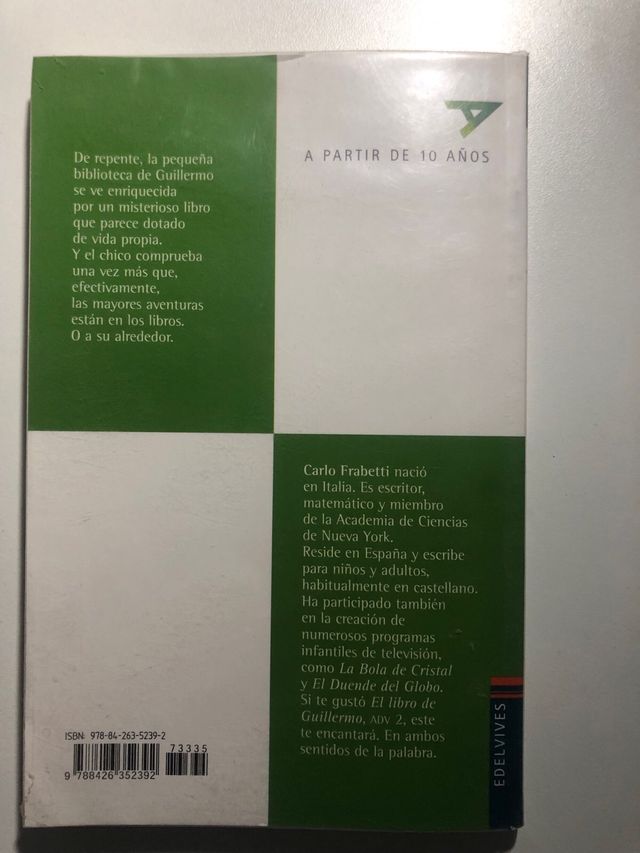 De repente, la pequeña
biblioteca de Guillermo
se ve enriquecida
por un misterioso libro
que parece dotado
de vida propia.
Y el chico comprueba
una vez más que,
efectivamente,
las mayores aventuras
están en los libros.
O a su alrededor.
A PARTIR DE 10 AÑOS
Carlo Frabetti nació
en Italia. Es escritor,
matemático y miembro
de la Academia de Ciencias
de Nueva York.
Reside en España y escribe
para niños y adultos,
habitualmente en castellano.
Ha participado también
en la creación de
numerosos programas
infantiles de televisión,
como La Bola de Cristal
y El Duende del Globo.
Si te gustó El libro de
Guillermo, ADV 2, este
te encantará. En ambos
sentidos de la palabra.
ISBN: 978-84-263-5239-2
73335
9 788426 352392
EDELVIVES